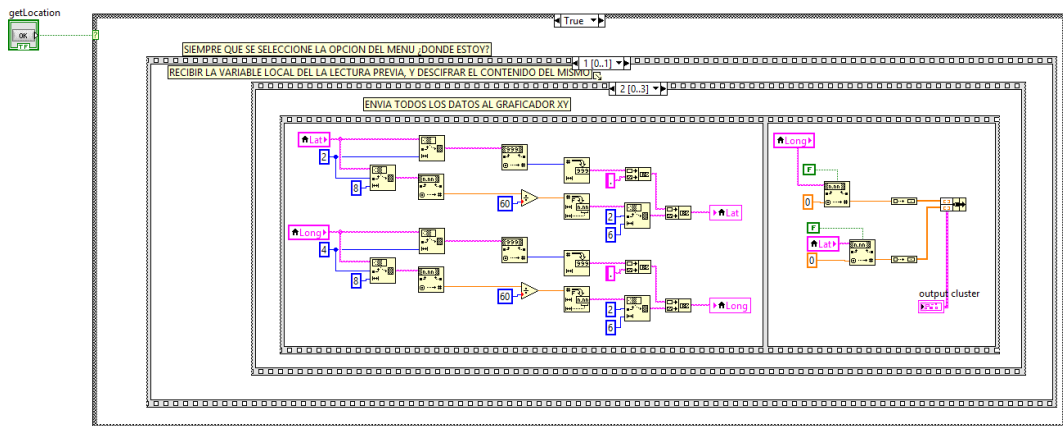 getLocation
OK
TF
True
?
SIEMPRE QUE SE SELECCIONE LA OPCION DEL MENU ¿DONDE ESTOY?
1 [0..1]
RECIBIR LA VARIABLE LOCAL DEL LA LECTURA PREVIA, Y DESCIFRAR EL CONTENIDO DEL MISMO
2 [0..3]
ENVIA TODOS LOS DATOS AL GRAFICADOR XY
Lat
2
8
60
.
2
6
Lat
Long
4
8
60
.
2
6
Long
Long
F
0
F
Lat
0
output cluster